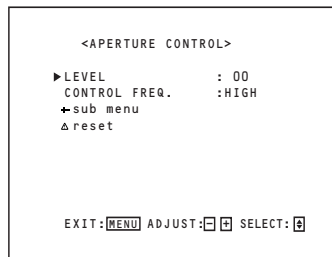 <APERTURE CONTROL>
▶LEVEL : 00
CONTROL FREQ. :HIGH
←sub menu
△reset
EXIT:MENU ADJUST:- + SELECT:♦